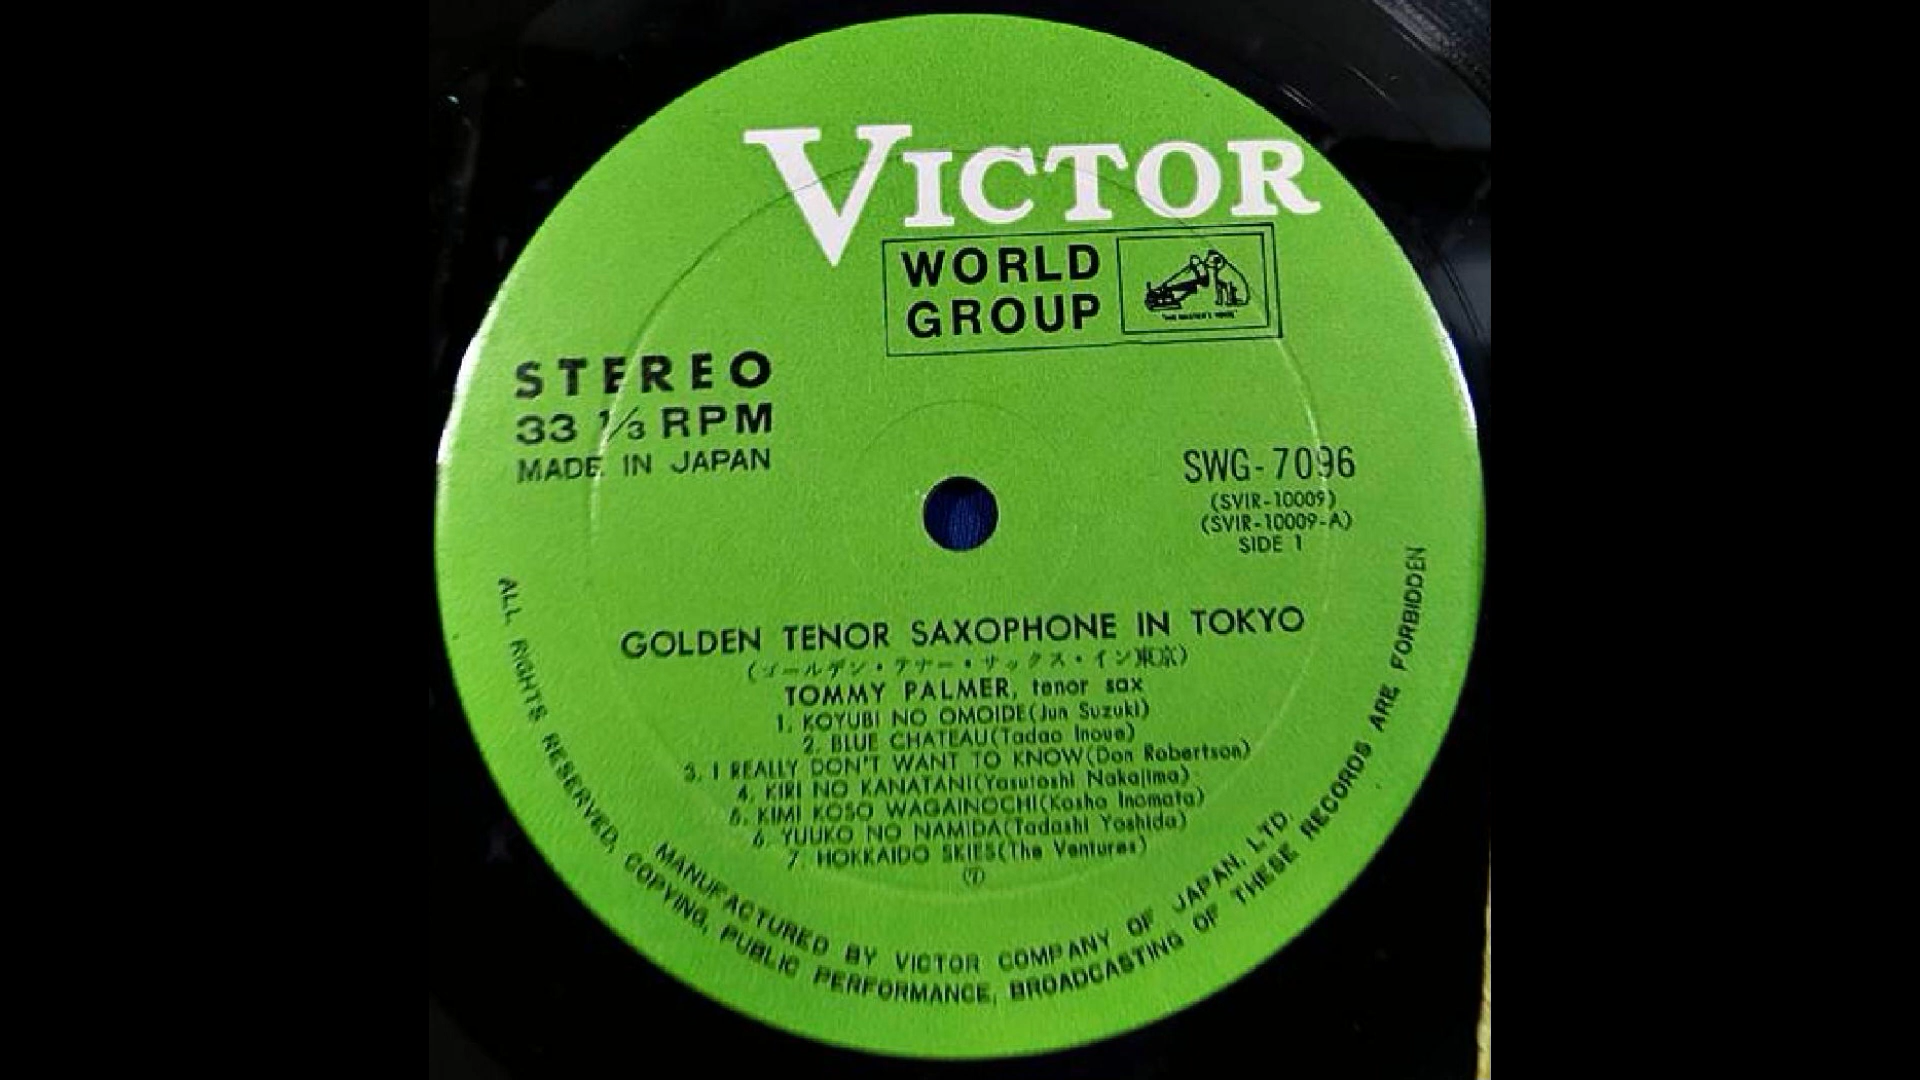 VICTOR
WORLD
GROUP
"HIS MASTER'S VOICE"
STEREO
33 1/3 RPM
MADE IN JAPAN
SWG-7096
(SVIR-10009)
(SVIR-10009-A)
SIDE 1
GOLDEN TENOR SAXOPHONE IN TOKYO
(ゴールデン・テナー・サックス・イン東京)
TOMMY PALMER, tenor sax
1. KOYUBI NO OMOIDE(Jun Suzuki)
2. BLUE CHATEAU(Tadao Inoue)
3. I REALLY DON'T WANT TO KNOW(Don Robertson)
4. KIRI NO KANATANI(Yasutoshi Nakajima)
5. KIMI KOSO WAGAINOCHI(Kosho Inomata)
6. YUUKO NO NAMIDA(Tadashi Yoshida)
7. HOKKAIDO SKIES(The Ventures)
MANUFACTURED BY VICTOR COMPANY OF JAPAN, LTD.
ALL RIGHTS RESERVED, COPYING, PUBLIC PERFORMANCE, BROADCASTING OF THESE RECORDS ARE FORBIDDEN